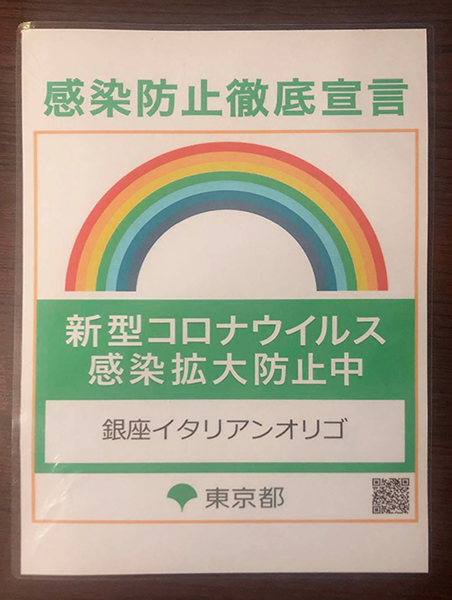 感染防止徹底宣言
新型コロナウイルス
感染拡大防止中
銀座イタリアンオリゴ
東京都